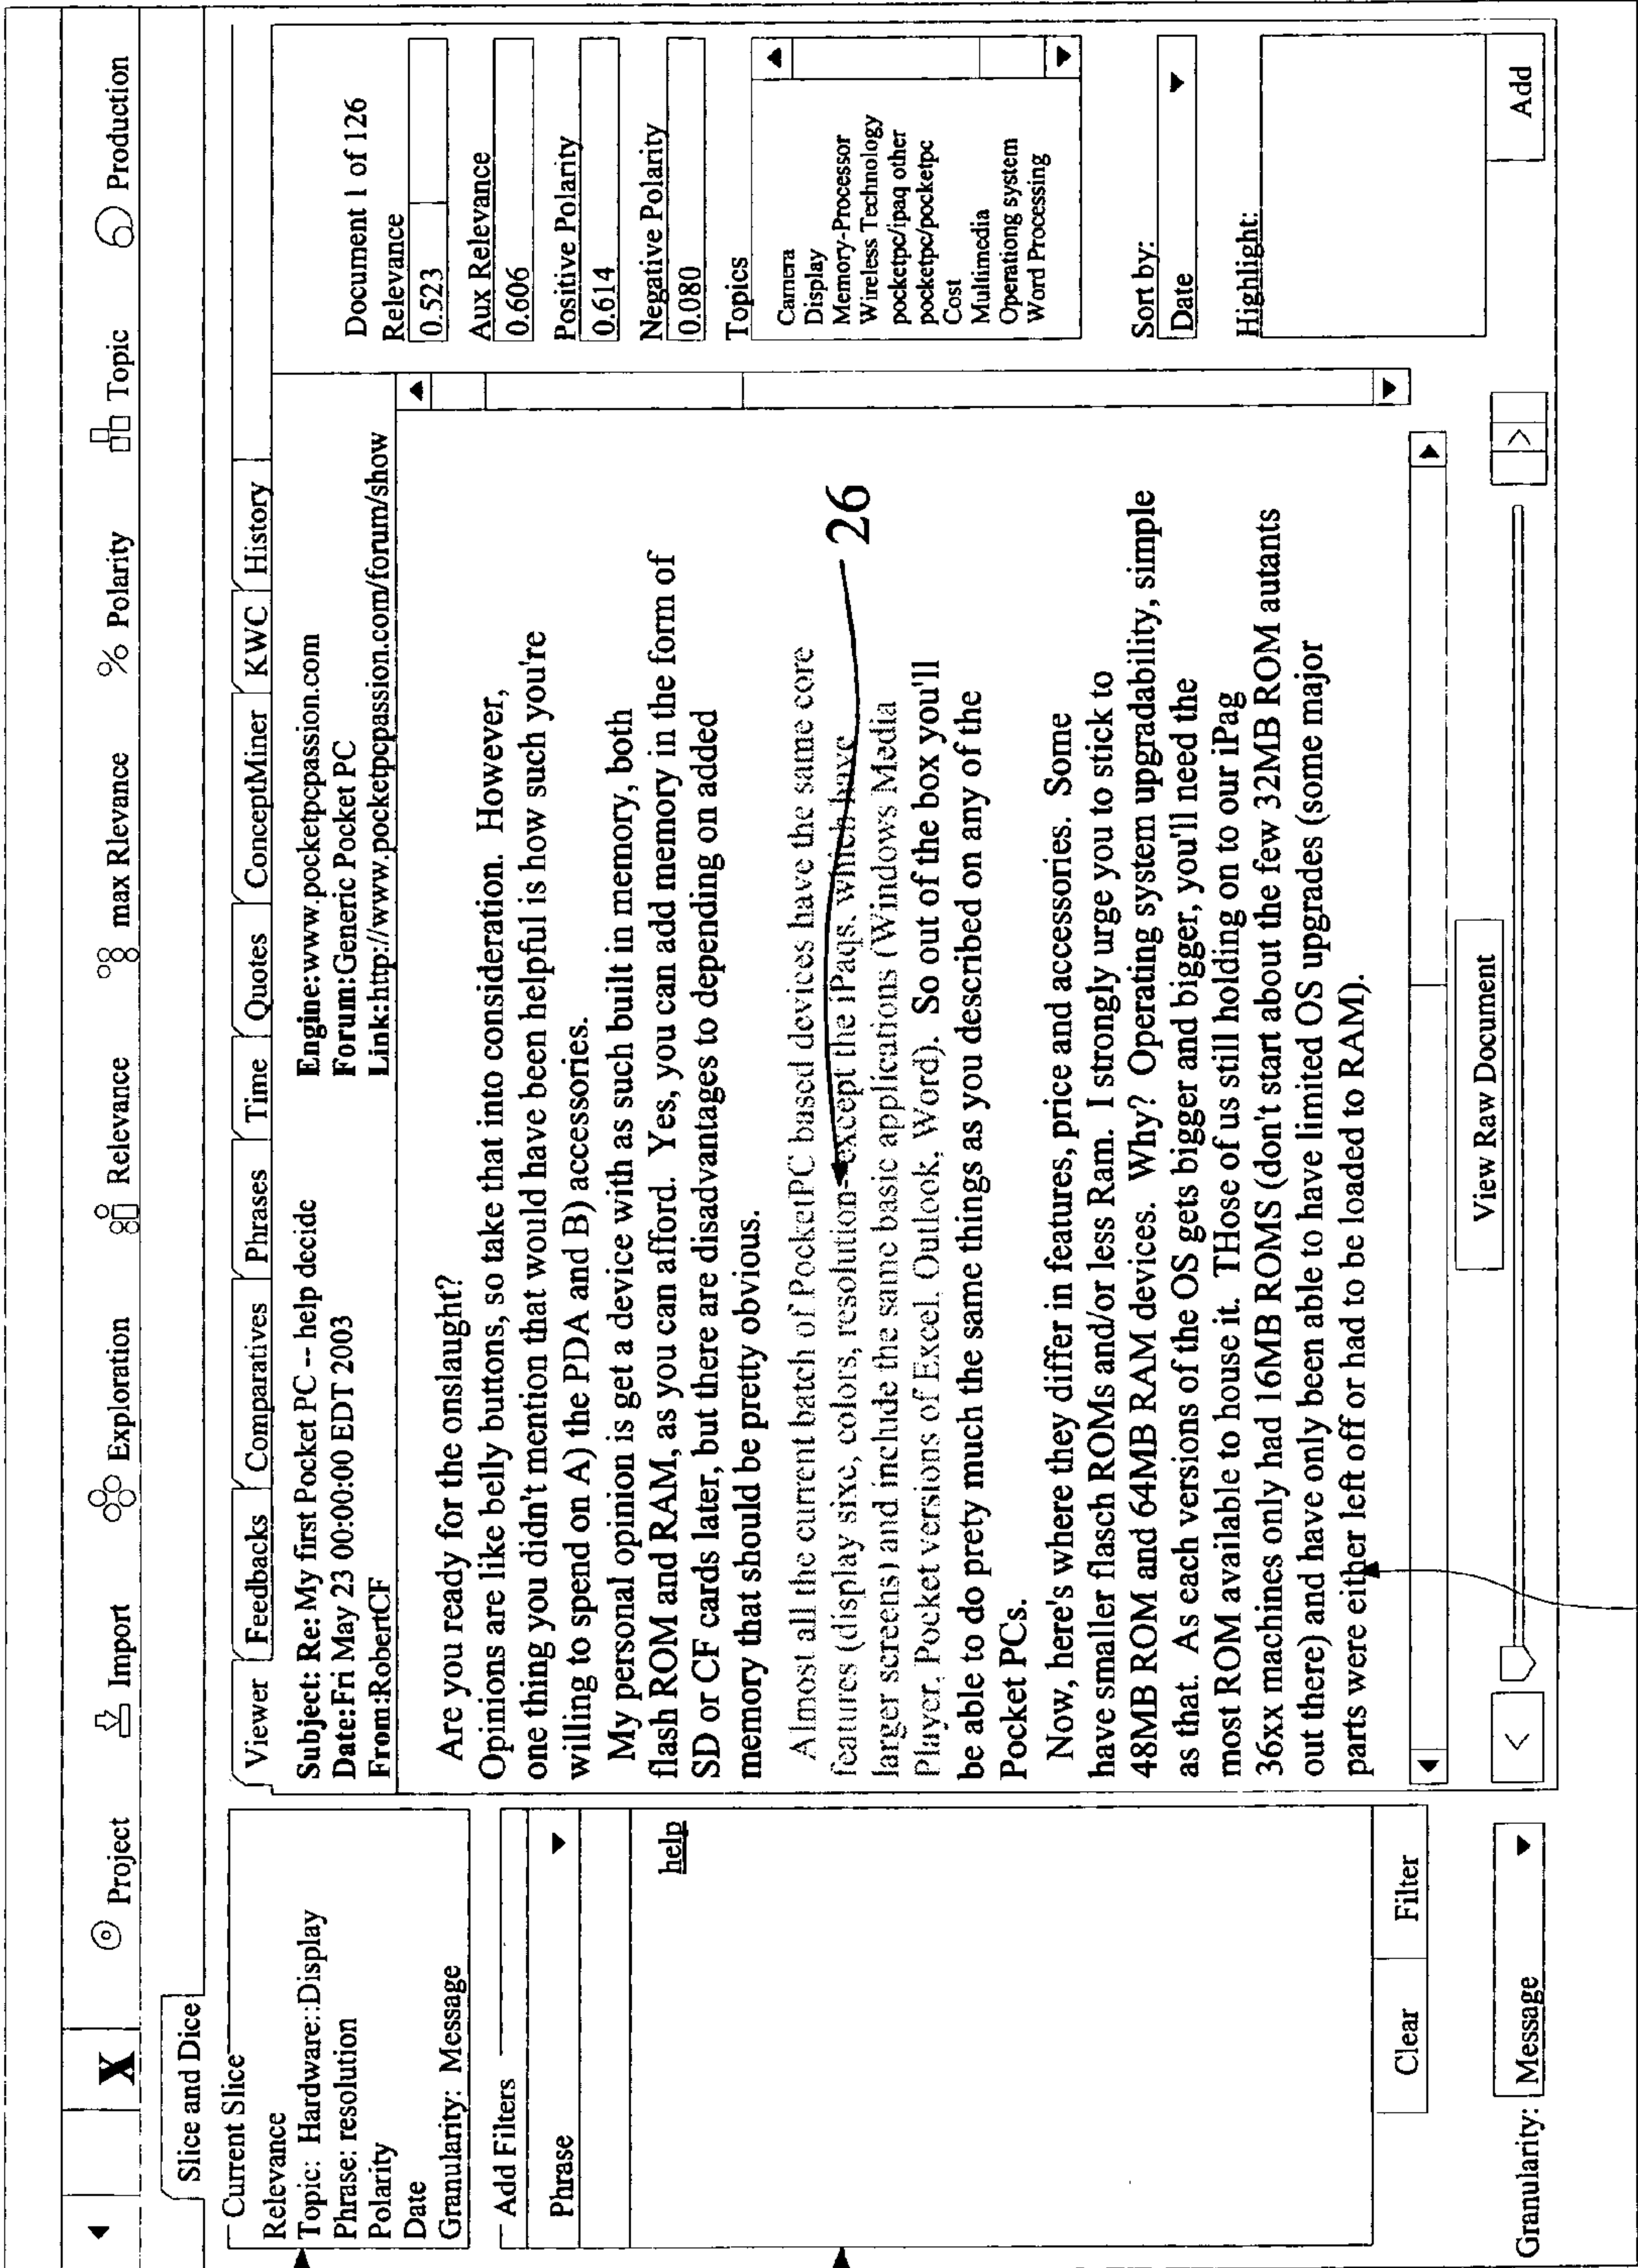 X
Project
Import
Exploration
Relevance
max Rlevance
% Polarity
Topic
Production
Slice and Dice
Current Slice
Relevance
Topic: Hardware::Display
Phrase: resolution
Polarity
Date
Granularity: Message
Add Filters
Phrase
help
Clear
Filter
Granularity: Message
Viewer
Feedbacks
Comparatives
Phrases
Time
Quotes
ConceptMiner
KWC
History
Subject: Re: My first Pocket PC -- help decide
Date:Fri May 23 00:00:00 EDT 2003
From:RobertCF
Engine:www.pocketpcpassion.com
Forum:Generic Pocket PC
Link:http://www.pocketpcpassion.com/forum/show
Are you ready for the onslaught?
Opinions are like belly buttons, so take that into consideration. However,
one thing you didn't mention that would have been helpful is how such you're
willing to spend on A) the PDA and B) accessories.
My personal opinion is get a device with as such built in memory, both
flash ROM and RAM, as you can afford. Yes, you can add memory in the form of
SD or CF cards later, but there are disadvantages to depending on added
memory that should be pretty obvious.
Almost all the current batch of PocketPC based devices have the same core
features (display sixe, colors, resolution--except the iPaqs, which have
larger screens) and include the same basic applications (Windows Media
Player, Pocket versions of Excel, Outlook, Word). So out of the box you'll
be able to do prety much the same things as you described on any of the
Pocket PCs.
26
Now, here's where they differ in features, price and accessories. Some
have smaller flasch ROMs and/or less Ram. I strongly urge you to stick to
48MB ROM and 64MB RAM devices. Why? Operating system upgradability, simple
as that. As each versions of the OS gets bigger and bigger, you'll need the
most ROM available to house it. THose of us still holding on to our iPag
36xx machines only had 16MB ROMS (don't start about the few 32MB ROM autants
out there) and have only been able to have limited OS upgrades (some major
parts were either left off or had to be loaded to RAM).
View Raw Document
<
>
Document 1 of 126
Relevance
0.523
Aux Relevance
0.606
Positive Polarity
0.614
Negative Polarity
0.080
Topics
Camera
Display
Memory-Processor
Wireless Technology
pocketpc/ipaq other
pocketpc/pocketpc
Cost
Multimedia
Operationg system
Word Processing
Sort by:
Date
Highlight:
Add